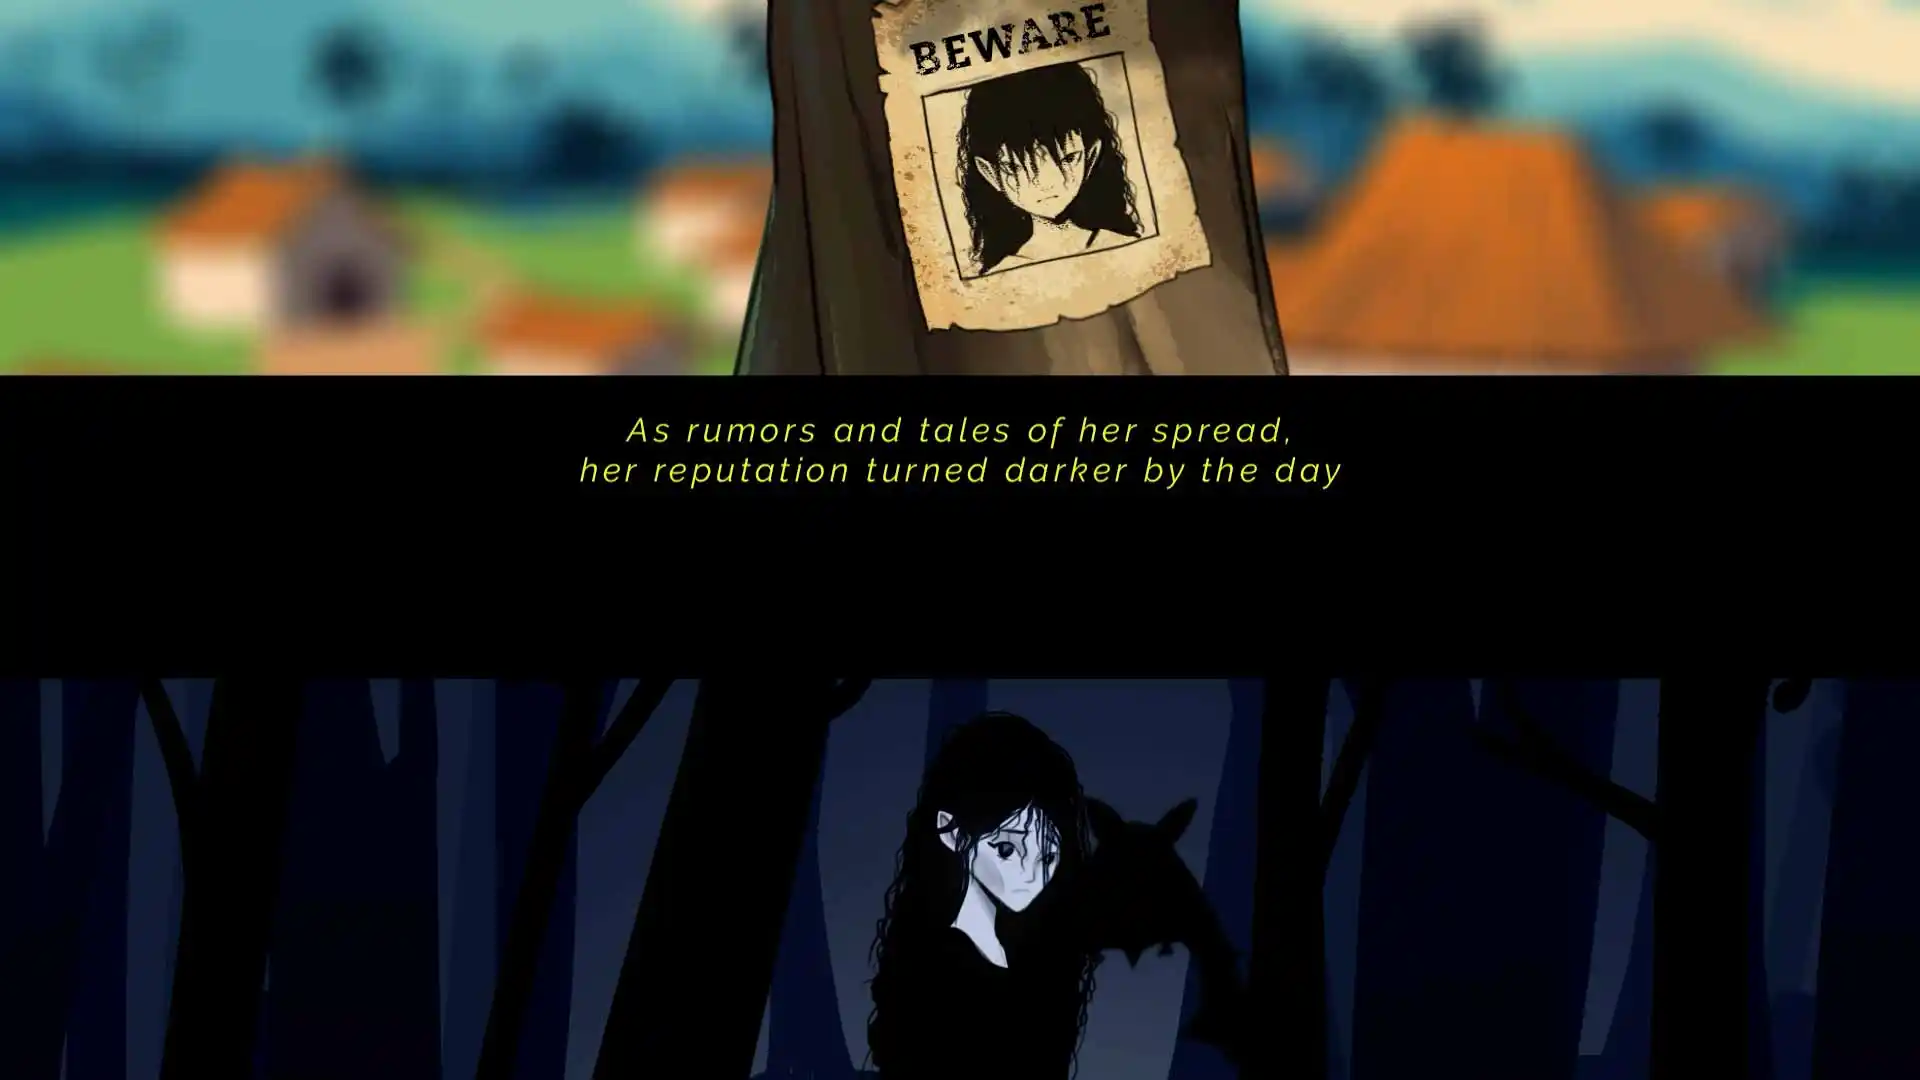 BEWARE
As rumors and tales of her spread,
her reputation turned darker by the day